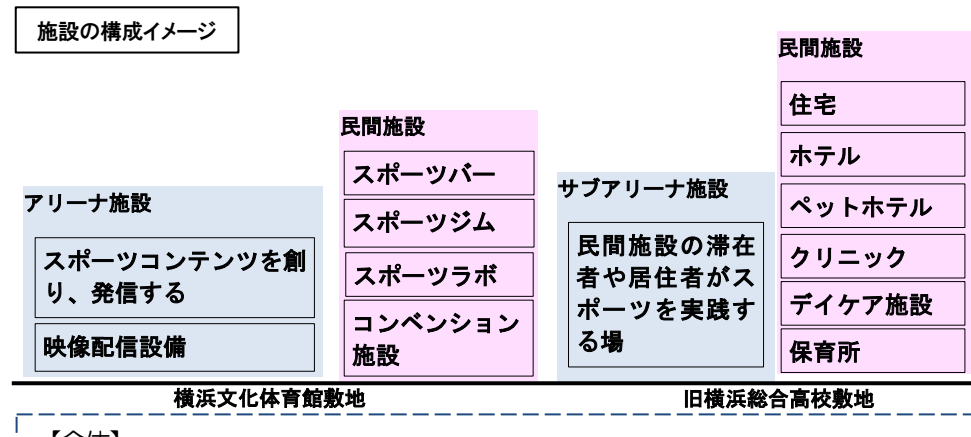 施設の構成イメージ
アリーナ施設
スポーツコンテンツを創
り、発信する
映像配信設備
民間施設
スポーツバー
スポーツジム
スポーツラボ
コンベンション
施設
サブアリーナ施設
民間施設の滞在
者や居住者がス
ポーツを実践す
る場
民間施設
住宅
ホテル
ペットホテル
クリニック
デイケア施設
保育所
横浜文化体育館敷地
旧横浜総合高校敷地